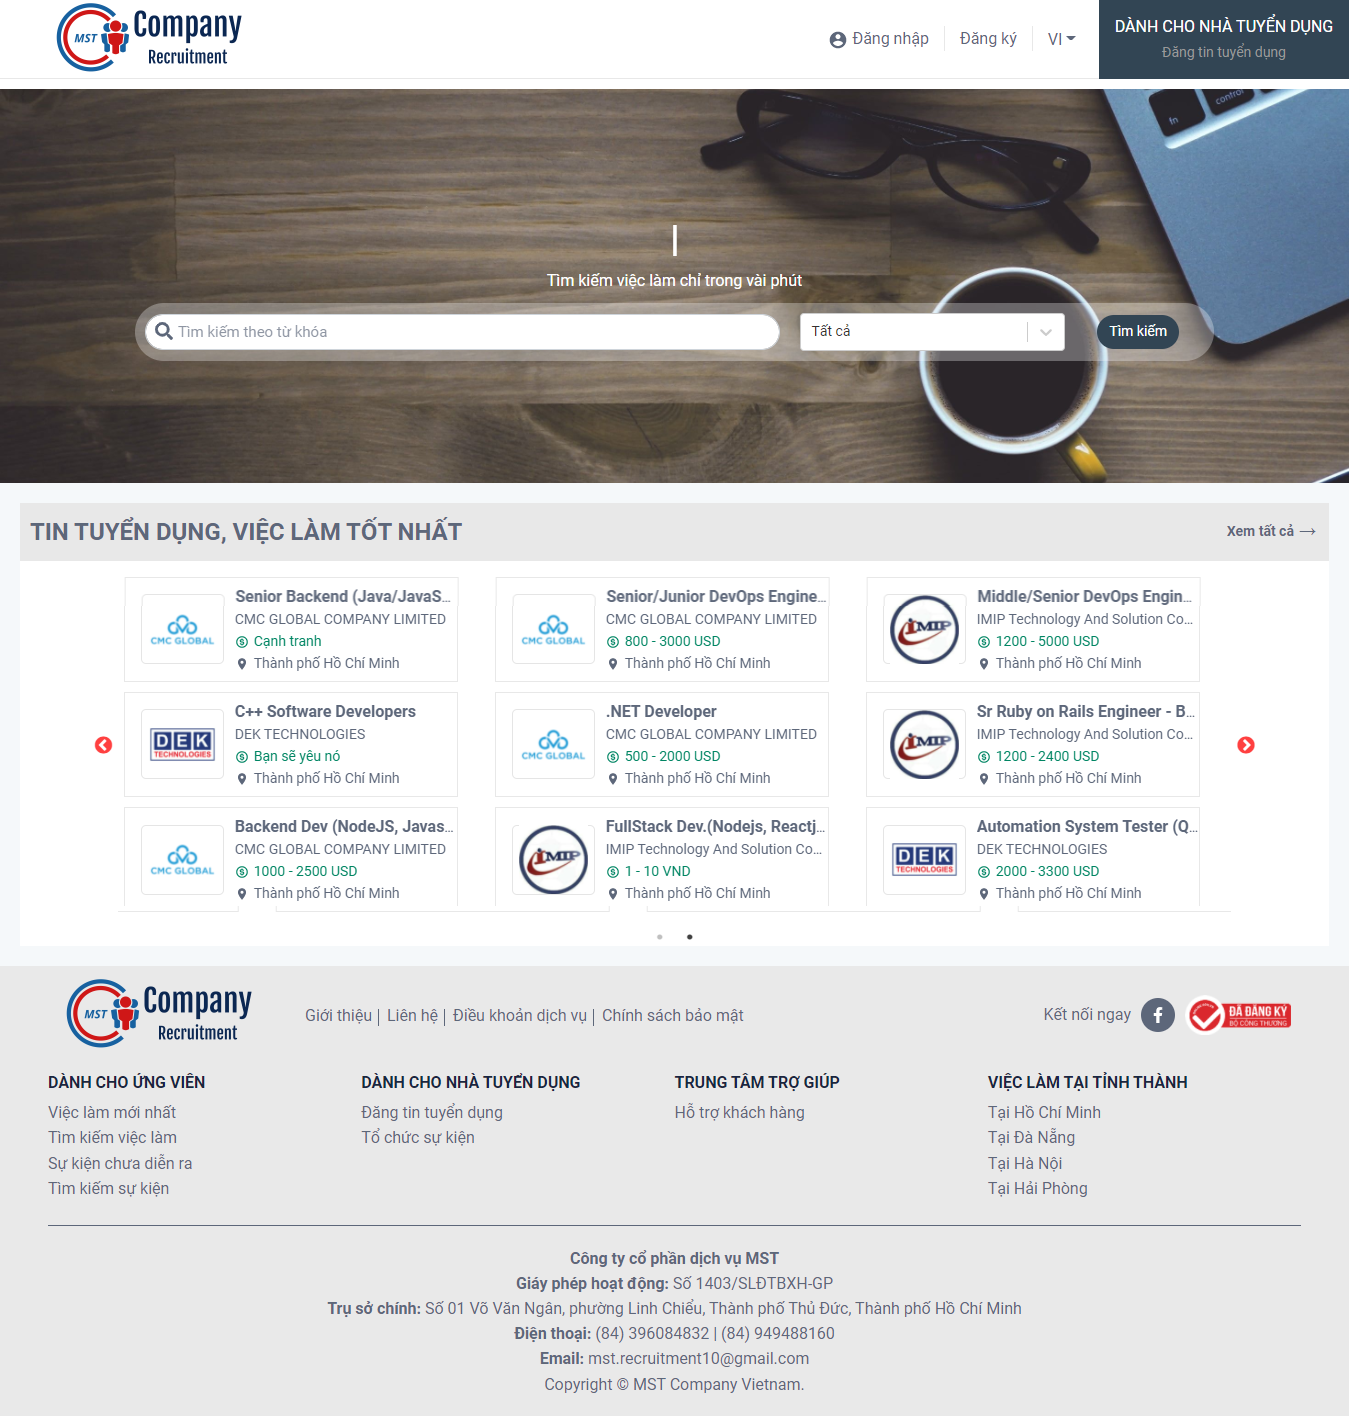 MST Company
Recruitment
Đăng nhập
Đăng ký
VI
DÀNH CHO NHÀ TUYỂN DỤNG
Đăng tin tuyển dụng
fn
control
Tìm kiếm việc làm chỉ trong vài phút
Tìm kiếm theo từ khóa
Tất cả
Tìm kiếm
TIN TUYỂN DỤNG, VIỆC LÀM TỐT NHẤT
Xem tất cả →
CMC GLOBAL
Senior Backend (Java/JavaS...
CMC GLOBAL COMPANY LIMITED
Cạnh tranh
Thành phố Hồ Chí Minh
CMC GLOBAL
Senior/Junior DevOps Engine...
CMC GLOBAL COMPANY LIMITED
800 - 3000 USD
Thành phố Hồ Chí Minh
IMIP
Middle/Senior DevOps Engin...
IMIP Technology And Solution Co...
1200 - 5000 USD
Thành phố Hồ Chí Minh
DEK
TECHNOLOGIES
C++ Software Developers
DEK TECHNOLOGIES
Bạn sẽ yêu nó
Thành phố Hồ Chí Minh
CMC GLOBAL
.NET Developer
CMC GLOBAL COMPANY LIMITED
500 - 2000 USD
Thành phố Hồ Chí Minh
IMIP
Sr Ruby on Rails Engineer - B...
IMIP Technology And Solution Co...
1200 - 2400 USD
Thành phố Hồ Chí Minh
CMC GLOBAL
Backend Dev (NodeJS, Javas...
CMC GLOBAL COMPANY LIMITED
1000 - 2500 USD
Thành phố Hồ Chí Minh
IMIP
FullStack Dev.(Nodejs, Reactj...
IMIP Technology And Solution Co...
1 - 10 VND
Thành phố Hồ Chí Minh
DEK
TECHNOLOGIES
Automation System Tester (Q...
DEK TECHNOLOGIES
2000 - 3300 USD
Thành phố Hồ Chí Minh
MST Company
Recruitment
Giới thiệu | Liên hệ | Điều khoản dịch vụ | Chính sách bảo mật
Kết nối ngay
ĐÃ ĐĂNG KÝ
BỘ CÔNG THƯƠNG
DÀNH CHO ỨNG VIÊN
Việc làm mới nhất
Tìm kiếm việc làm
Sự kiện chưa diễn ra
Tìm kiếm sự kiện
DÀNH CHO NHÀ TUYỂN DỤNG
Đăng tin tuyển dụng
Tổ chức sự kiện
TRUNG TÂM TRỢ GIÚP
Hỗ trợ khách hàng
VIỆC LÀM TẠI TỈNH THÀNH
Tại Hồ Chí Minh
Tại Đà Nẵng
Tại Hà Nội
Tại Hải Phòng
Công ty cổ phần dịch vụ MST
Giáy phép hoạt động: Số 1403/SLĐTBXH-GP
Trụ sở chính: Số 01 Võ Văn Ngân, phường Linh Chiểu, Thành phố Thủ Đức, Thành phố Hồ Chí Minh
Điện thoại: (84) 396084832 | (84) 949488160
Email: mst.recruitment10@gmail.com
Copyright © MST Company Vietnam.